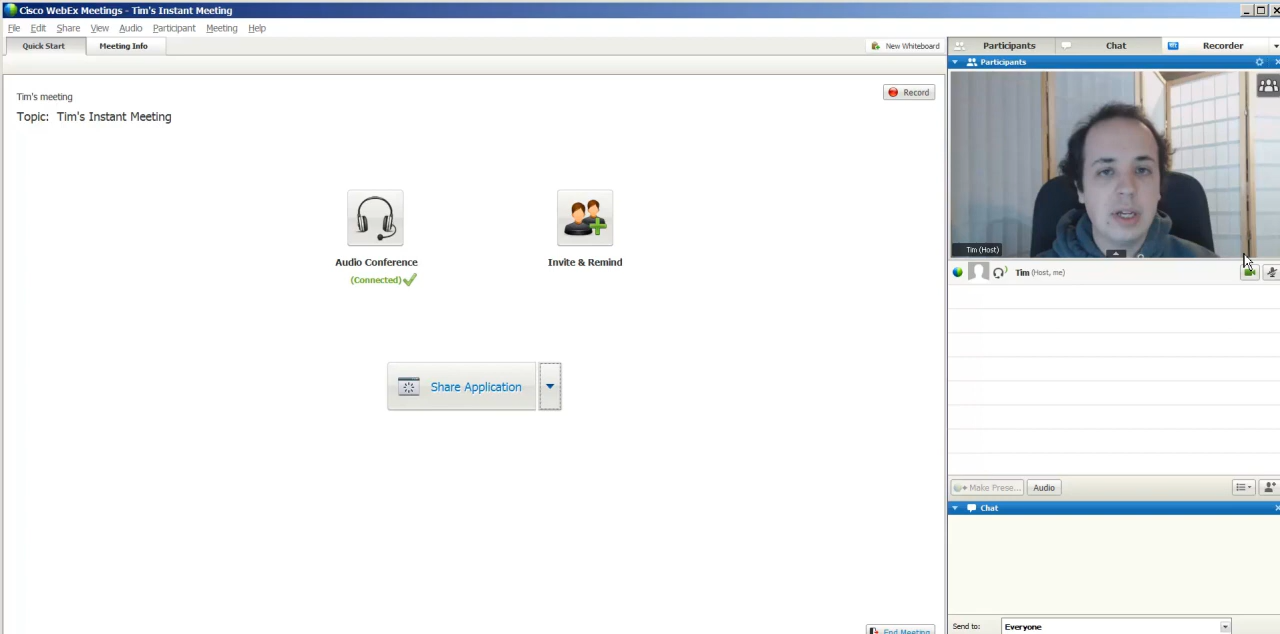 Cisco WebEx Meetings - Tim's Instant Meeting
File Edit Share View Audio Participant Meeting Help
Quick Start Meeting Info New Whiteboard
Participants Chat Recorder
Participants
Tim's meeting
Record
Topic: Tim's Instant Meeting
Tim (Host)
Audio Conference
Invite & Remind
(Connected)
Tim (Host, me)
Share Application
Make Prese... Audio
Chat
Send to: Everyone
End Meeting